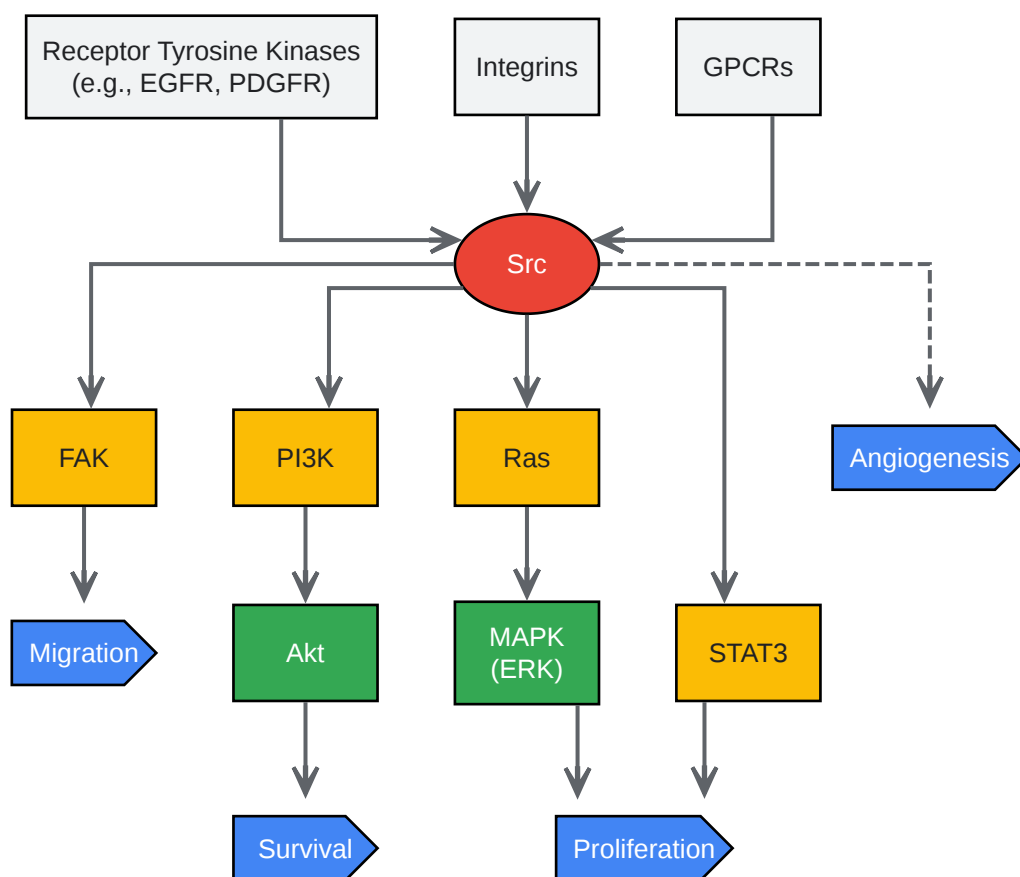 Receptor Tyrosine Kinases
(e.g., EGFR, PDGFR)
Integrins
GPCRs
Src
FAK
PI3K
Ras
Angiogenesis
Migration
Akt
MAPK
(ERK)
STAT3
Survival
Proliferation